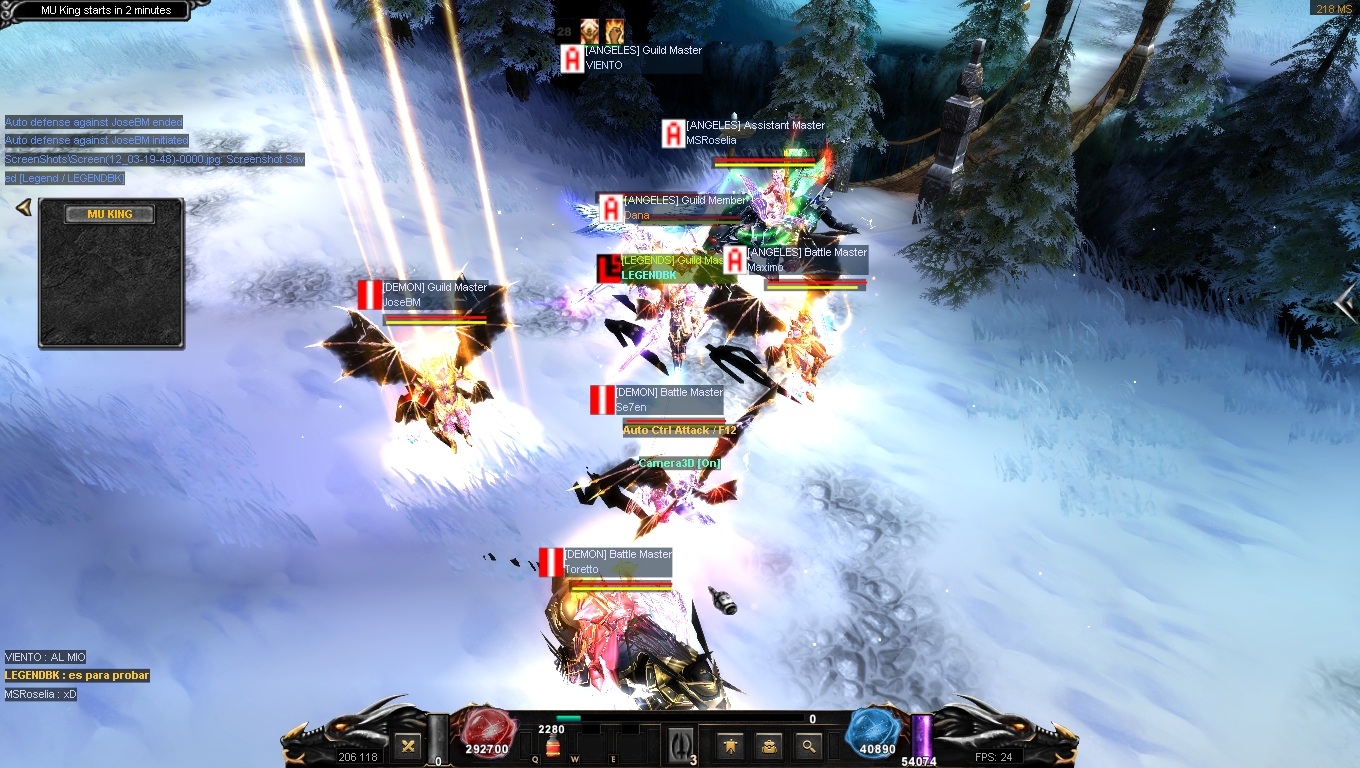 MU King starts in 2 minutes
218 MS
28
[ANGELES] Guild Master
VIENTO
Auto defense against JoseBM ended
Auto defense against JoseBM initiated
ScreenShots\Screen(12_03-19-48)-0000.jpg: Screenshot Sav
ed [Legend / LEGENDBK]
[ANGELES] Assistant Master
MSRoselia
MU KING
[ANGELES] Guild Member
Dana
[LEGENDS] Guild Mas
LEGENDBK
[ANGELES] Battle Master
Maximo
[DEMON] Guild Master
JoseBM
[DEMON] Battle Master
Se7en
Auto Ctrl Attack / F12
Camera3D [On]
[DEMON] Battle Master
Toretto
VIENTO : AL MIO
LEGENDBK : es para probar
MSRoselia : xD
206 118
0
292700
2280
Q
W
E
3
0
40890
54074
FPS: 24